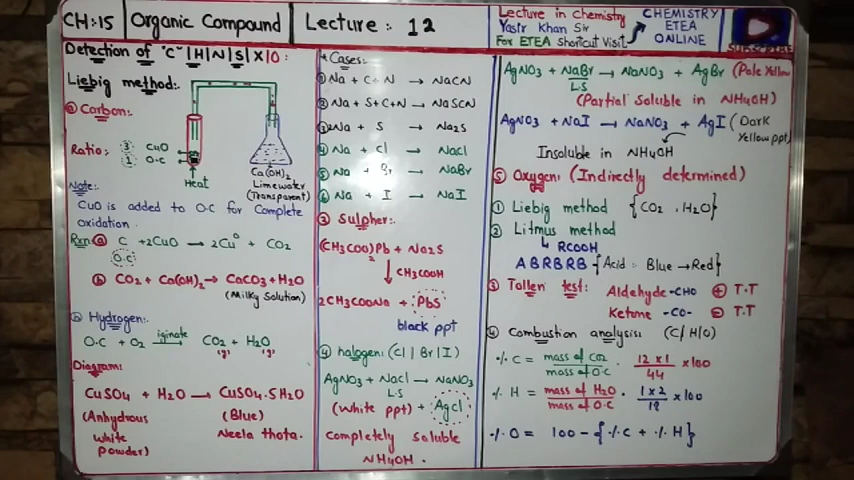 CH:15 | Organic Compound | Lecture : 12
Lecture in Chemistry
Yasir Khan Sir
For ETEA Shortcut Visit
CHEMISTRY
ETEA
ONLINE
SUBSCRIBE
Detection of "C" | H | N | S | X | O :
Liebig method:
ⓐ Carbon:
Ratio: 3 CuO
1 O.C
Heat
Ca(OH)2
Limewater
(Transparent)
Note:
CuO is added to O.C for Complete
oxidation.
Rxn: ⓐ C + 2CuO → 2Cu° + CO2
O.C
ⓑ CO2 + Ca(OH)2 → CaCO3 + H2O
(Milky Solution)
ⓑ Hydrogen:
O.C + O2 iginate → CO2(g) + H2O(g)
Diagram:
CuSO4 + H2O → CuSO4.5H2O
(Anhydrous (Blue)
white Neela thota.
powder)
* Cases:
① Na + C + N → NaCN
② Na + S+C+N → NaSCN
③ 2Na + S → Na2S
④ Na + Cl → NaCl
⑤ Na + Br → NaBr
⑥ Na + I → NaI
③ Sulpher:
(CH3COO)2Pb + Na2S
↓ CH3COOH
2CH3COONa + PbS
black ppt
④ halogen: (Cl | Br | I)
AgNO3 + NaCl → NaNO3
L.S
(White ppt) + AgCl
Completely soluble
NH4OH.
AgNO3 + NaBr → NaNO3 + AgBr (Pale Yellow
L.S
(Partial Soluble in NH4OH)
AgNO3 + NaI → NaNO3 + AgI (Dark
Yellow ppt)
Insoluble in NH4OH
⑤ Oxygen: (Indirectly determined)
① Liebig method {CO2, H2O}
② Litmus method
↳ RCOOH
A B R B R B {Acid: Blue → Red}
③ Tollen test: Aldehyde -CHO ⊕ T.T
Ketone -CO- ⊖ T.T
④ Combustion analysis: (C/H/O)
% C = mass of CO2 / mass of O.C . 12 x 1 / 44 x 100
% H = mass of H2O / mass of O.C . 1 x 2 / 18 x 100
% O = 100 - {% C + % H}